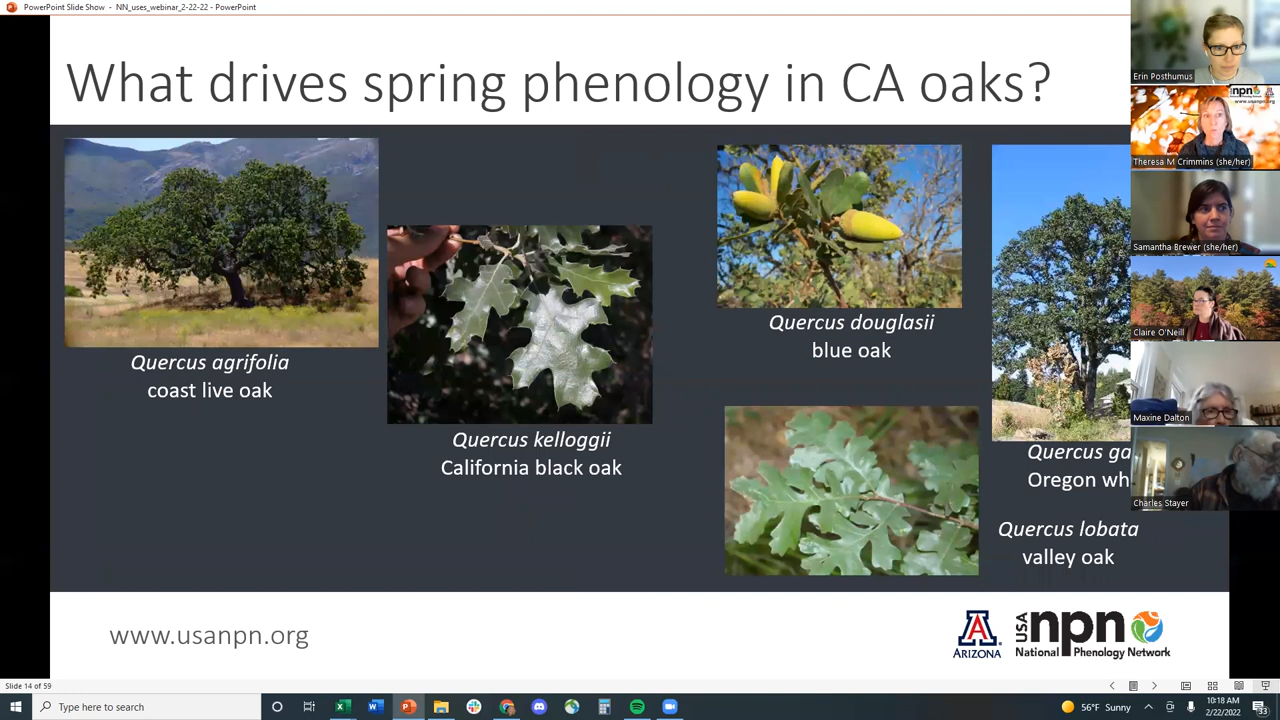 PowerPoint Slide Show - NN_uses_webinar_2-22-22 - PowerPoint
What drives spring phenology in CA oaks?
Erin Posthumus
www.usanpn.org
Theresa M Crimmins (she/her)
Samantha Brewer (she/her)
Claire O'Neill
Maxine Dalton
Charles Stayer
Quercus agrifolia
coast live oak
Quercus kelloggii
California black oak
Quercus douglasii
blue oak
Quercus ga
Oregon wh
Quercus lobata
valley oak
www.usanpn.org
ARIZONA
USA npn
National Phenology Network
Slide 14 of 59
Type here to search
56°F Sunny
10:18 AM
2/22/2022
33